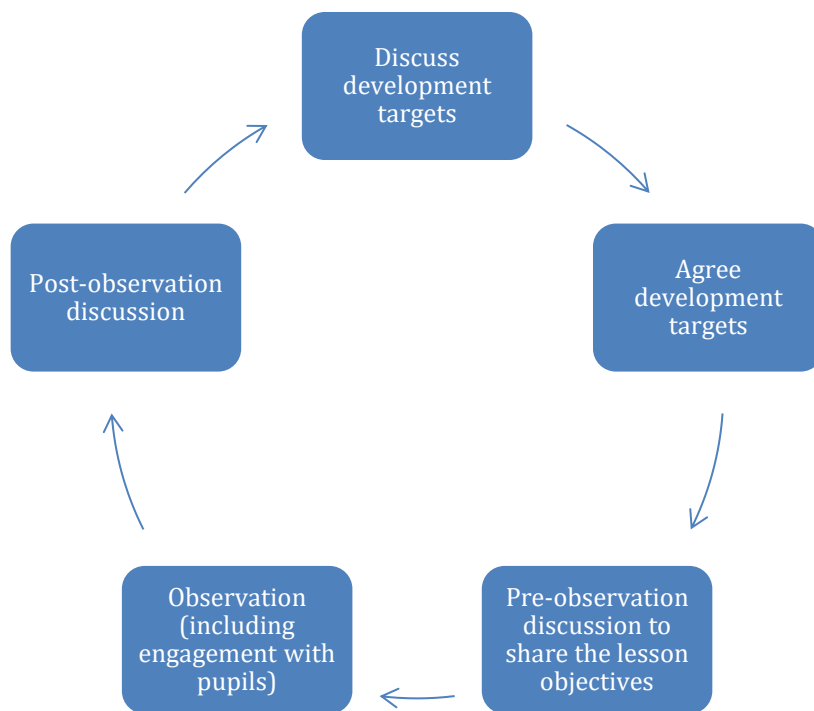 Discuss
development
targets
Agree
development
targets
Pre-observation
discussion to
share the lesson
objectives
Observation
(including
engagement with
pupils)
Post-observation
discussion